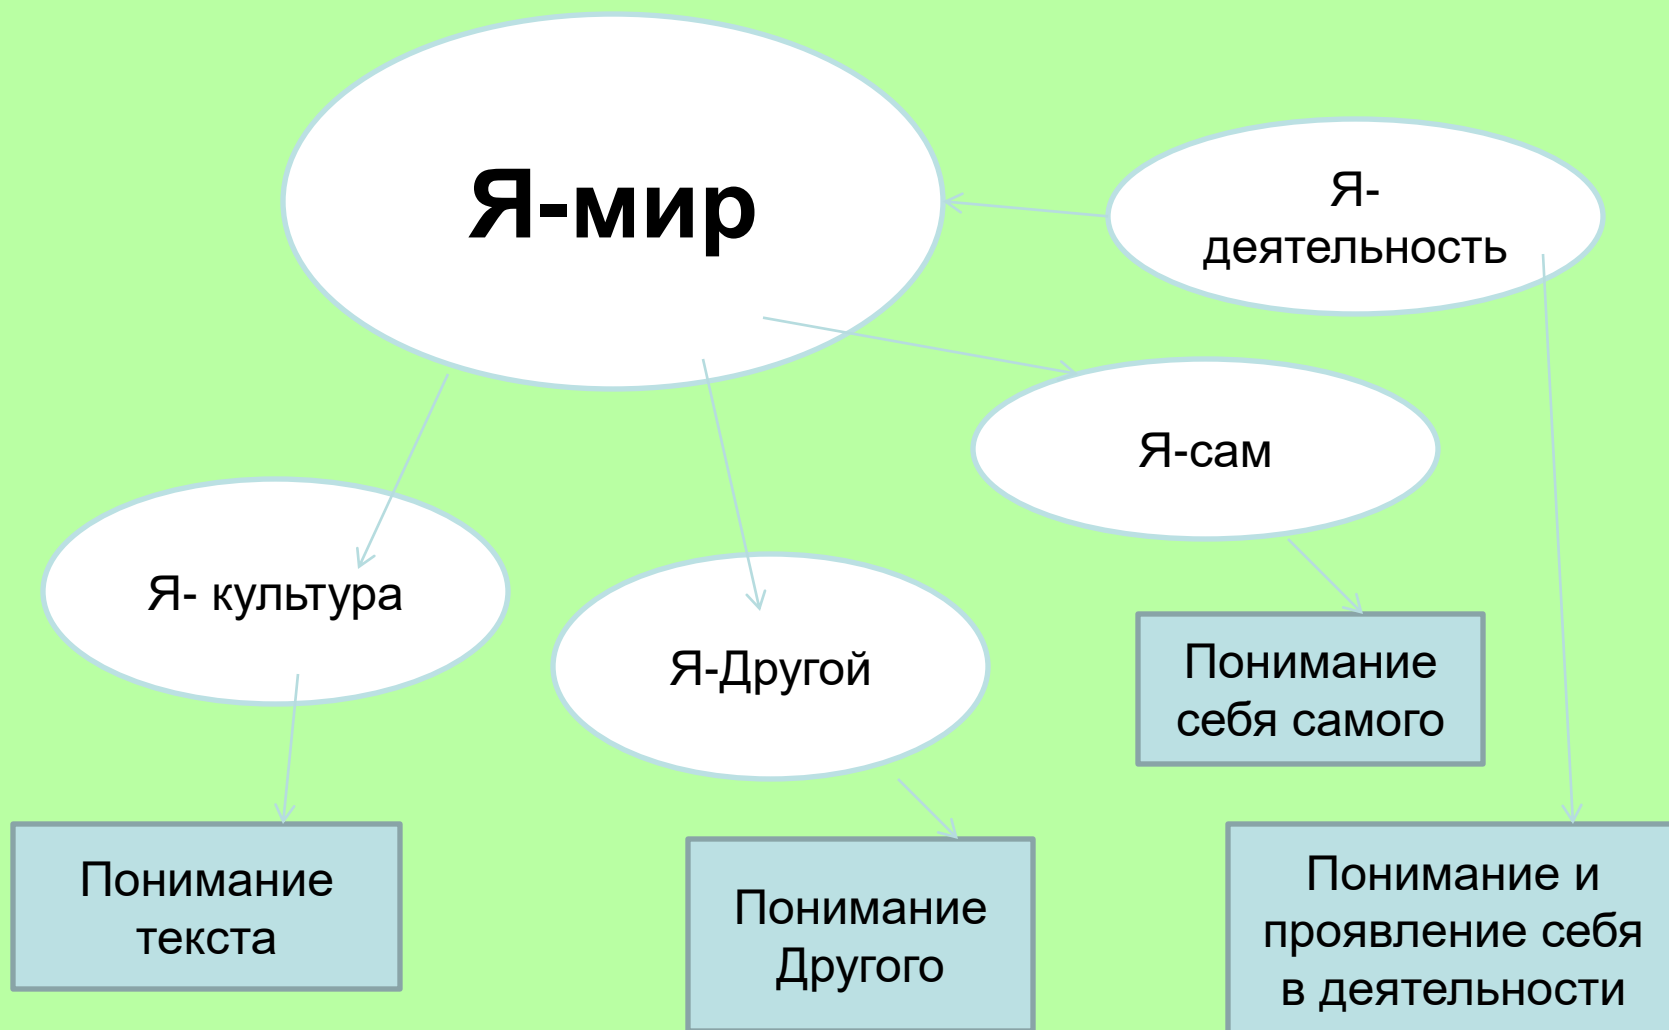 Я-мир
Я-
деятельность
Я-сам
Я- культура
Я-Другой
Понимание
себя самого
Понимание
текста
Понимание
Другого
Понимание и
проявление себя
в деятельности